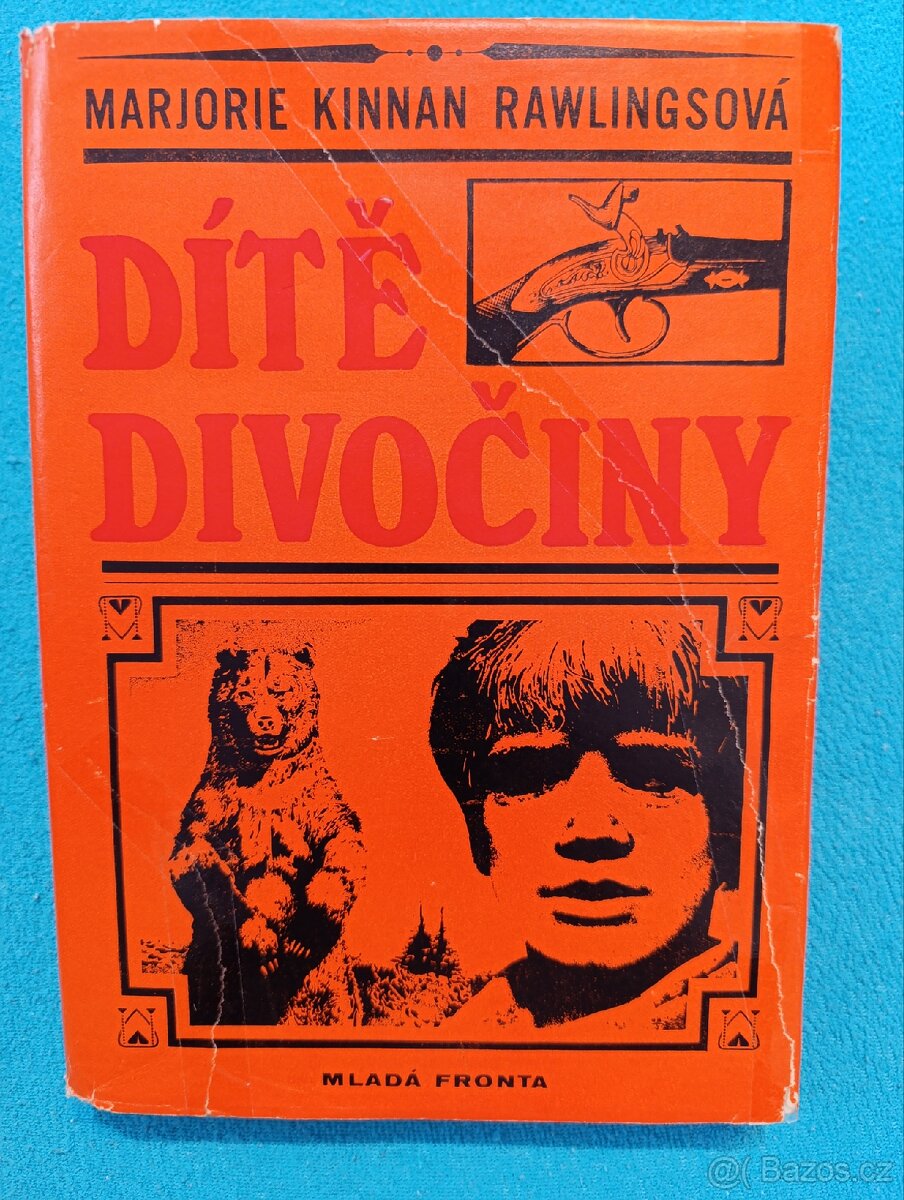 MARJORIE KINNAN RAWLINGSOVÁ
DÍTĚ
DIVOČINY
MLADÁ FRONTA
@ Bazos.cz